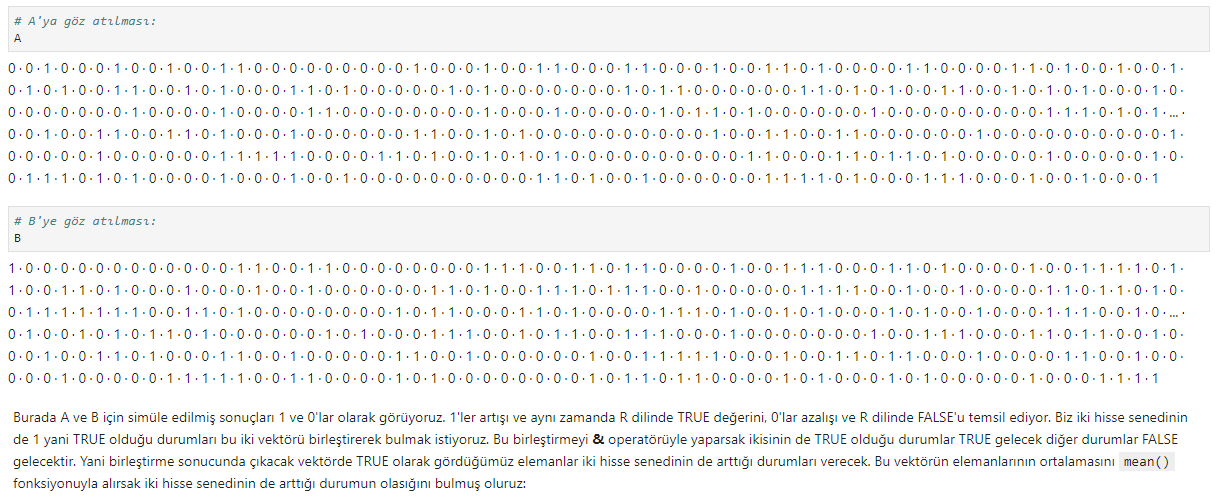 # A'ya göz atılması:
A
0·0·1·0·0·0·1·0·0·1·0·0·1·1·0·0·0·0·0·0·0·0·0·1·0·0·0·1·0·0·1·1·0·0·0·1·1·0·0·0·1·0·0·1·1·0·1·0·0·0·0·1·1·0·0·0·0·1·1·0·1·0·0·1·0·0·1·
0·1·0·1·0·0·1·1·0·0·1·0·1·0·0·0·1·1·0·1·0·0·0·0·0·1·0·1·0·0·0·0·0·0·0·1·0·1·1·0·0·0·0·0·0·1·1·0·1·0·1·0·0·1·1·0·0·1·0·1·0·1·0·0·0·1·0·
0·0·0·0·0·0·0·1·0·0·0·0·1·0·0·0·0·1·1·0·0·0·0·0·0·0·0·1·0·0·0·1·0·0·0·0·0·1·0·1·1·0·1·0·0·0·0·0·0·1·0·0·0·0·0·0·0·0·0·1·1·1·0·1·0·1·...·
0·0·1·0·0·1·1·0·0·1·1·0·1·0·0·0·1·0·0·0·0·0·0·1·1·0·0·1·0·1·0·0·0·0·0·0·0·0·0·0·0·1·0·0·1·1·0·1·1·0·0·0·0·0·0·1·0·0·0·0·0·0·0·0·0·0·1·
0·0·0·0·0·1·0·0·0·0·0·0·1·1·1·1·1·0·0·0·0·1·1·0·1·0·0·1·0·1·0·1·0·0·0·0·0·0·0·0·0·0·1·1·0·0·0·1·1·0·1·1·0·1·0·0·0·0·0·1·0·0·0·0·0·1·0·
0·1·1·1·0·1·0·1·0·0·0·0·1·0·0·0·1·0·0·1·0·0·0·0·0·0·0·0·0·0·1·1·0·1·0·0·1·0·0·0·0·0·0·1·1·1·1·0·1·0·0·0·1·1·1·0·0·0·1·0·0·1·0·0·0·1
# B'ye göz atılması:
B
1·0·0·0·0·0·0·0·0·0·0·0·0·1·1·0·0·1·1·0·0·0·0·0·0·0·0·1·1·1·0·0·1·1·0·1·1·0·0·0·0·1·0·0·1·1·1·0·0·0·1·1·0·1·0·0·0·0·1·0·0·1·1·1·1·0·1·
1·0·0·1·1·0·1·0·0·0·1·0·0·0·1·0·0·1·0·0·0·0·0·0·1·1·0·1·0·0·1·1·1·0·1·1·1·0·0·1·0·0·0·0·0·1·1·1·0·0·1·0·0·1·0·0·0·0·0·1·1·0·1·1·0·1·0·
0·1·1·1·1·1·1·1·0·0·1·1·0·1·0·0·0·0·0·0·0·0·1·0·1·1·0·0·0·1·0·1·1·0·0·0·1·0·0·1·0·0·0·1·0·0·0·0·1·0·1·0·0·1·0·0·0·0·0·1·1·1·0·0·1·0·...·
0·1·0·0·1·0·1·0·1·1·0·1·0·0·0·0·0·0·1·0·1·0·0·0·1·1·1·0·0·1·0·1·1·0·0·1·1·1·0·0·0·0·0·0·0·0·0·0·0·1·0·0·1·1·1·0·0·0·1·1·0·1·1·0·0·1·0·
0·0·1·0·0·1·1·0·1·0·0·0·1·1·0·0·1·0·0·0·0·0·1·1·0·0·1·0·0·0·0·0·1·0·0·1·1·1·1·1·0·0·0·1·0·0·1·1·0·1·1·0·0·0·1·0·0·0·0·0·1·1·0·0·1·0·0·
0·0·0·1·0·0·0·0·0·1·1·1·1·1·0·0·1·1·0·0·0·0·1·0·1·0·0·0·0·0·0·0·0·1·0·1·1·0·1·1·0·0·0·0·0·0·0·0·1·0·0·0·0·0·0·1·0·0·0·1·0·0·1·1·1·1
Burada A ve B için simüle edilmiş sonuçları 1 ve 0'lar olarak görüyoruz. 1'ler artışı ve aynı zamanda R dilinde TRUE değerini, 0'lar azalışı ve R dilinde FALSE'u temsil ediyor. Biz iki hisse senedinin
de 1 yani TRUE olduğu durumları bu iki vektörü birleştirerek bulmak istiyoruz. Bu birleştirmeyi & operatörüyle yaparsak ikisinin de TRUE olduğu durumlar TRUE gelecek diğer durumlar FALSE
gelecektir. Yani birleştirme sonucunda çıkacak vektörde TRUE olarak gördüğümüz elemanlar iki hisse senedinin de arttığı durumları verecek. Bu vektörün elemanlarının ortalamasını mean()
fonksiyonuyla alırsak iki hisse senedinin de arttığı durumun olasığını bulmuş oluruz: